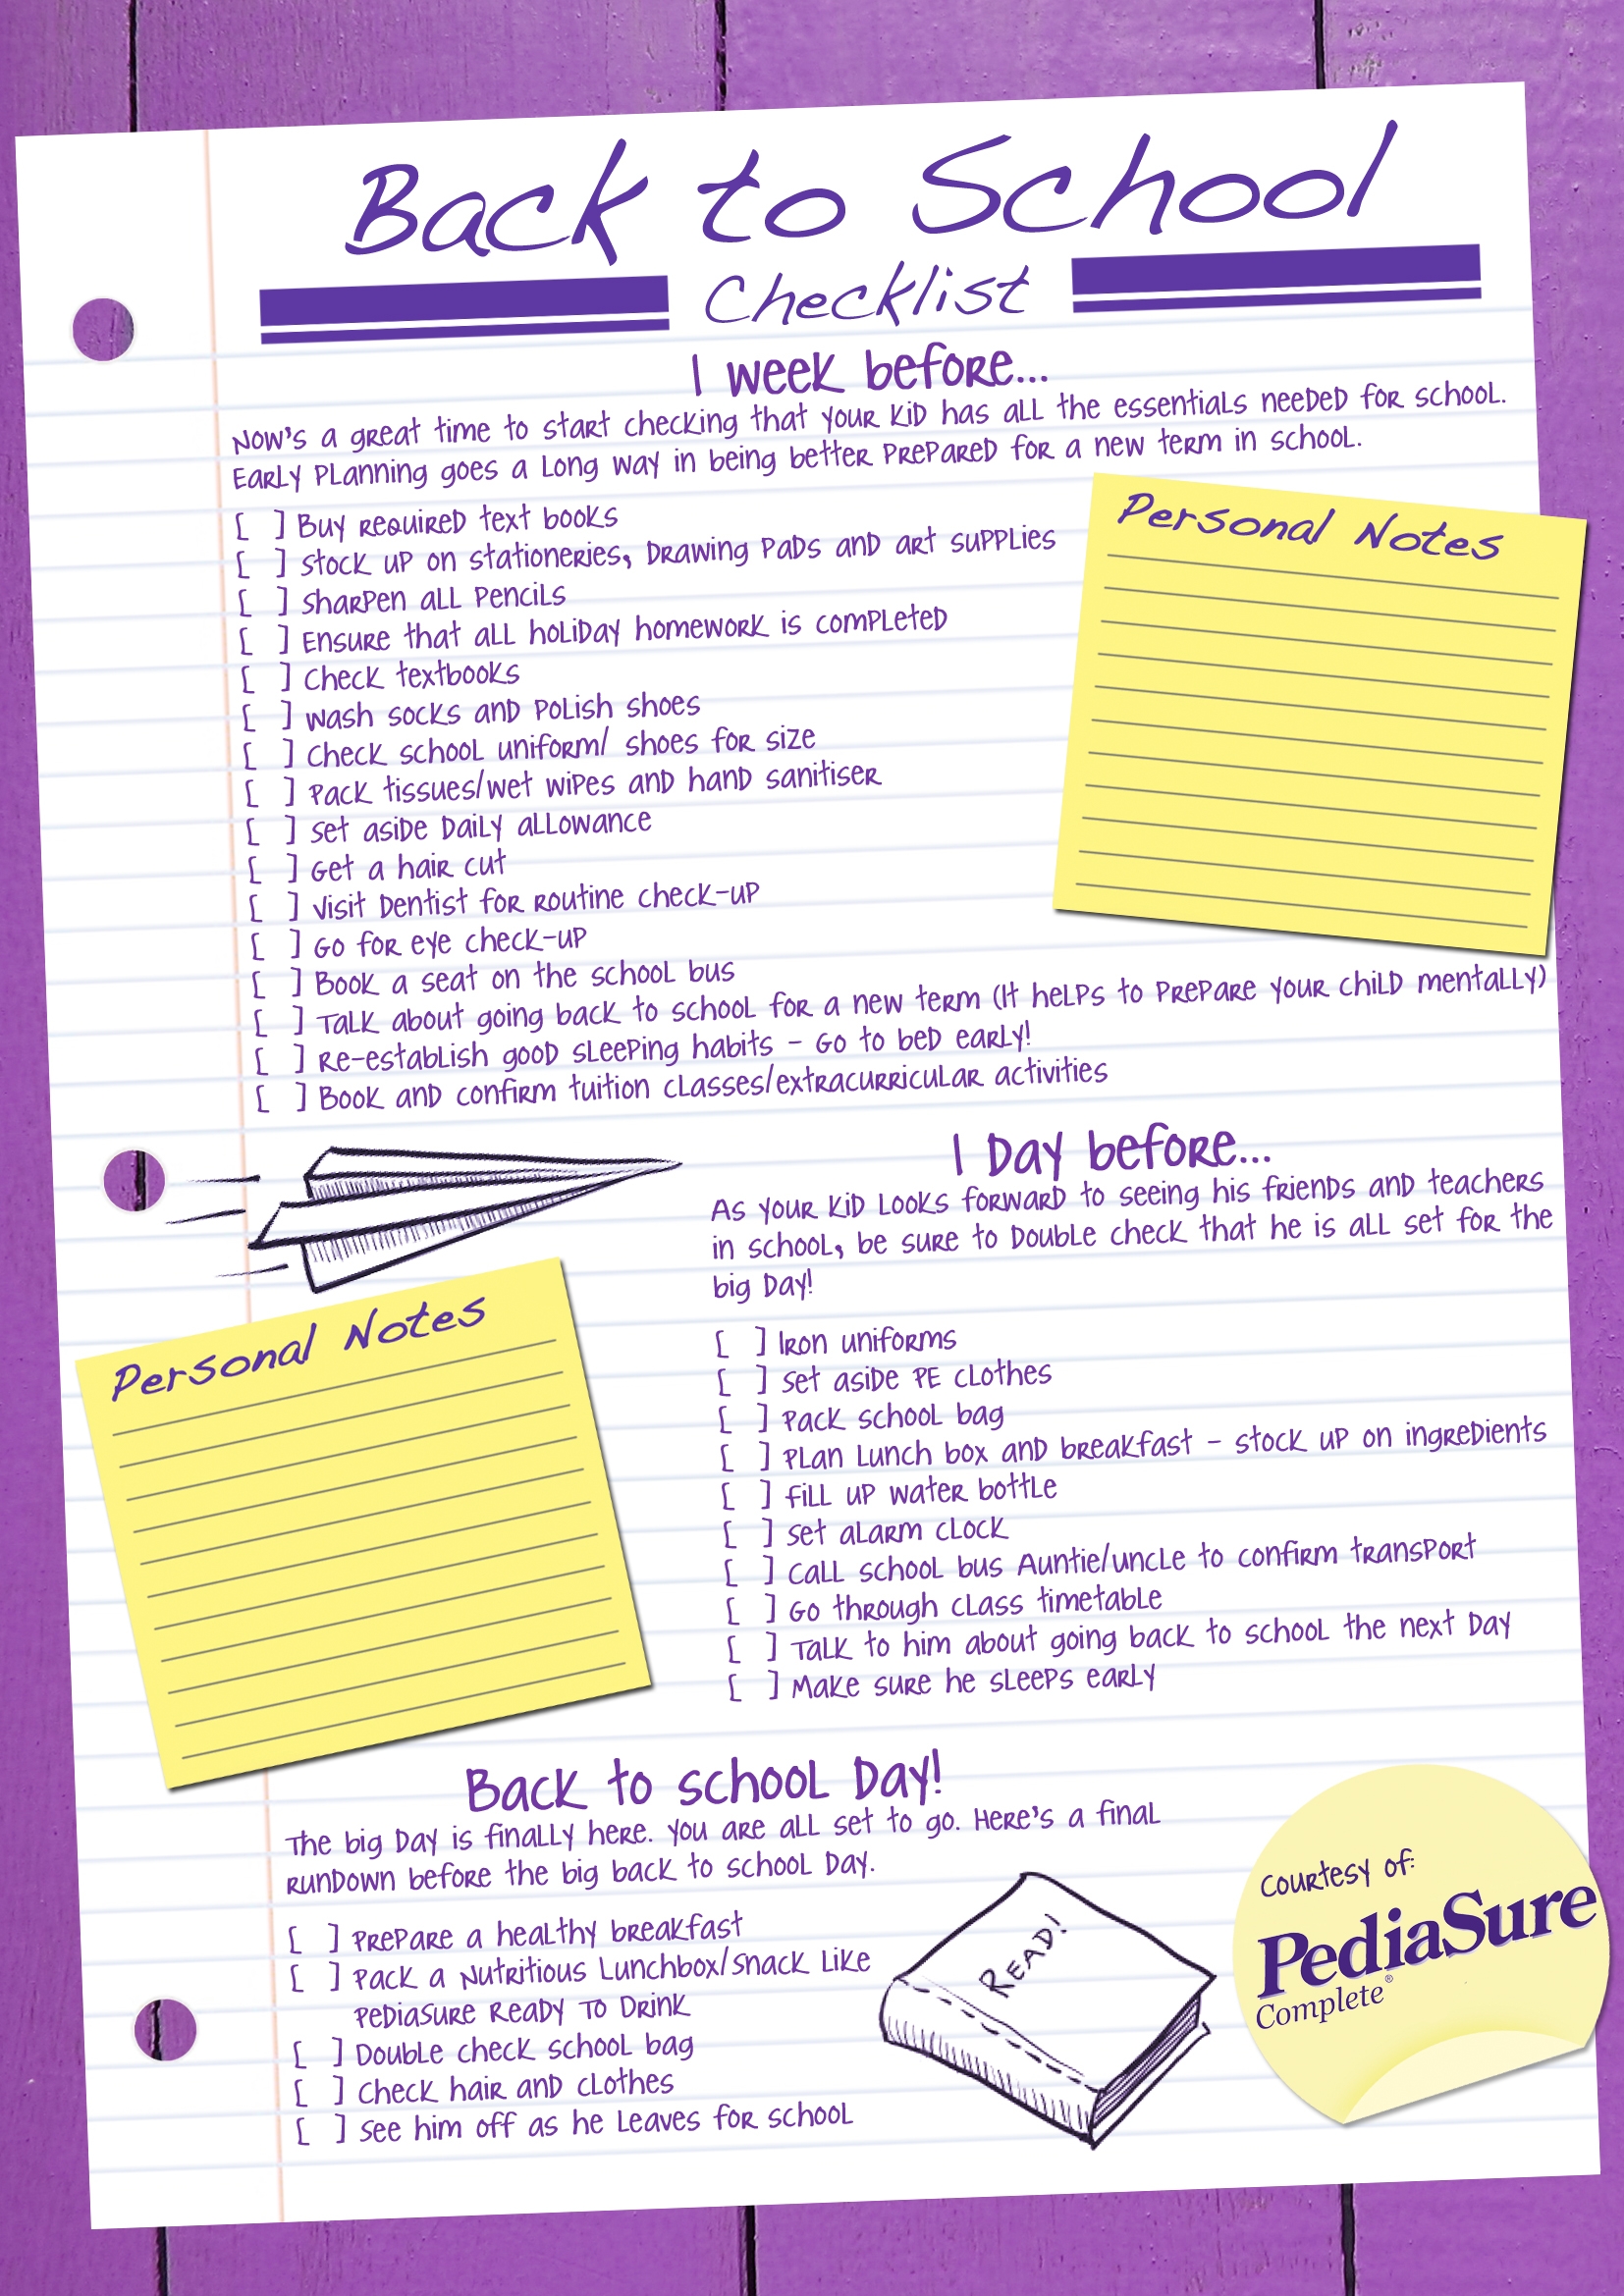 Back to School
Checklist
1 week before...
Now's a great time to start checking that your kid has all the essentials needed for school.
Early planning goes a long way in being better prepared for a new term in school.
[ ] Buy required text books
[ ] Stock up on stationeries, drawing pads and art supplies
[ ] Sharpen all pencils
[ ] Ensure that all holiday homework is completed
[ ] Check textbooks
[ ] Wash socks and polish shoes
[ ] Check school uniform/ shoes for size
[ ] Pack tissues/wet wipes and hand sanitiser
[ ] Set aside daily allowance
[ ] Get a hair cut
[ ] Visit dentist for routine check-up
[ ] Go for eye check-up
[ ] Book a seat on the school bus
[ ] Talk about going back to school for a new term (It helps to prepare your child mentally)
[ ] Re-establish good sleeping habits - Go to bed early!
[ ] Book and confirm tuition classes/extracurricular activities
Personal Notes
1 Day before...
As your kid looks forward to seeing his friends and teachers
in school, be sure to double check that he is all set for the
big day!
[ ] Iron uniforms
[ ] Set aside PE clothes
[ ] Pack school bag
[ ] Plan lunch box and breakfast - stock up on ingredients
[ ] Fill up water bottle
[ ] Set alarm clock
[ ] Call school bus Auntie/uncle to confirm transport
[ ] Go through class timetable
[ ] Talk to him about going back to school the next day
[ ] Make sure he sleeps early
Personal Notes
Back to school Day!
The big day is finally here. You are all set to go. Here's a final
rundown before the big back to school day.
[ ] Prepare a healthy breakfast
[ ] Pack a Nutritious Lunchbox/Snack like
PediaSure Ready To Drink
[ ] Double check school bag
[ ] Check hair and clothes
[ ] See him off as he leaves for school
READ!
Courtesy of:
PediaSure
Complete®